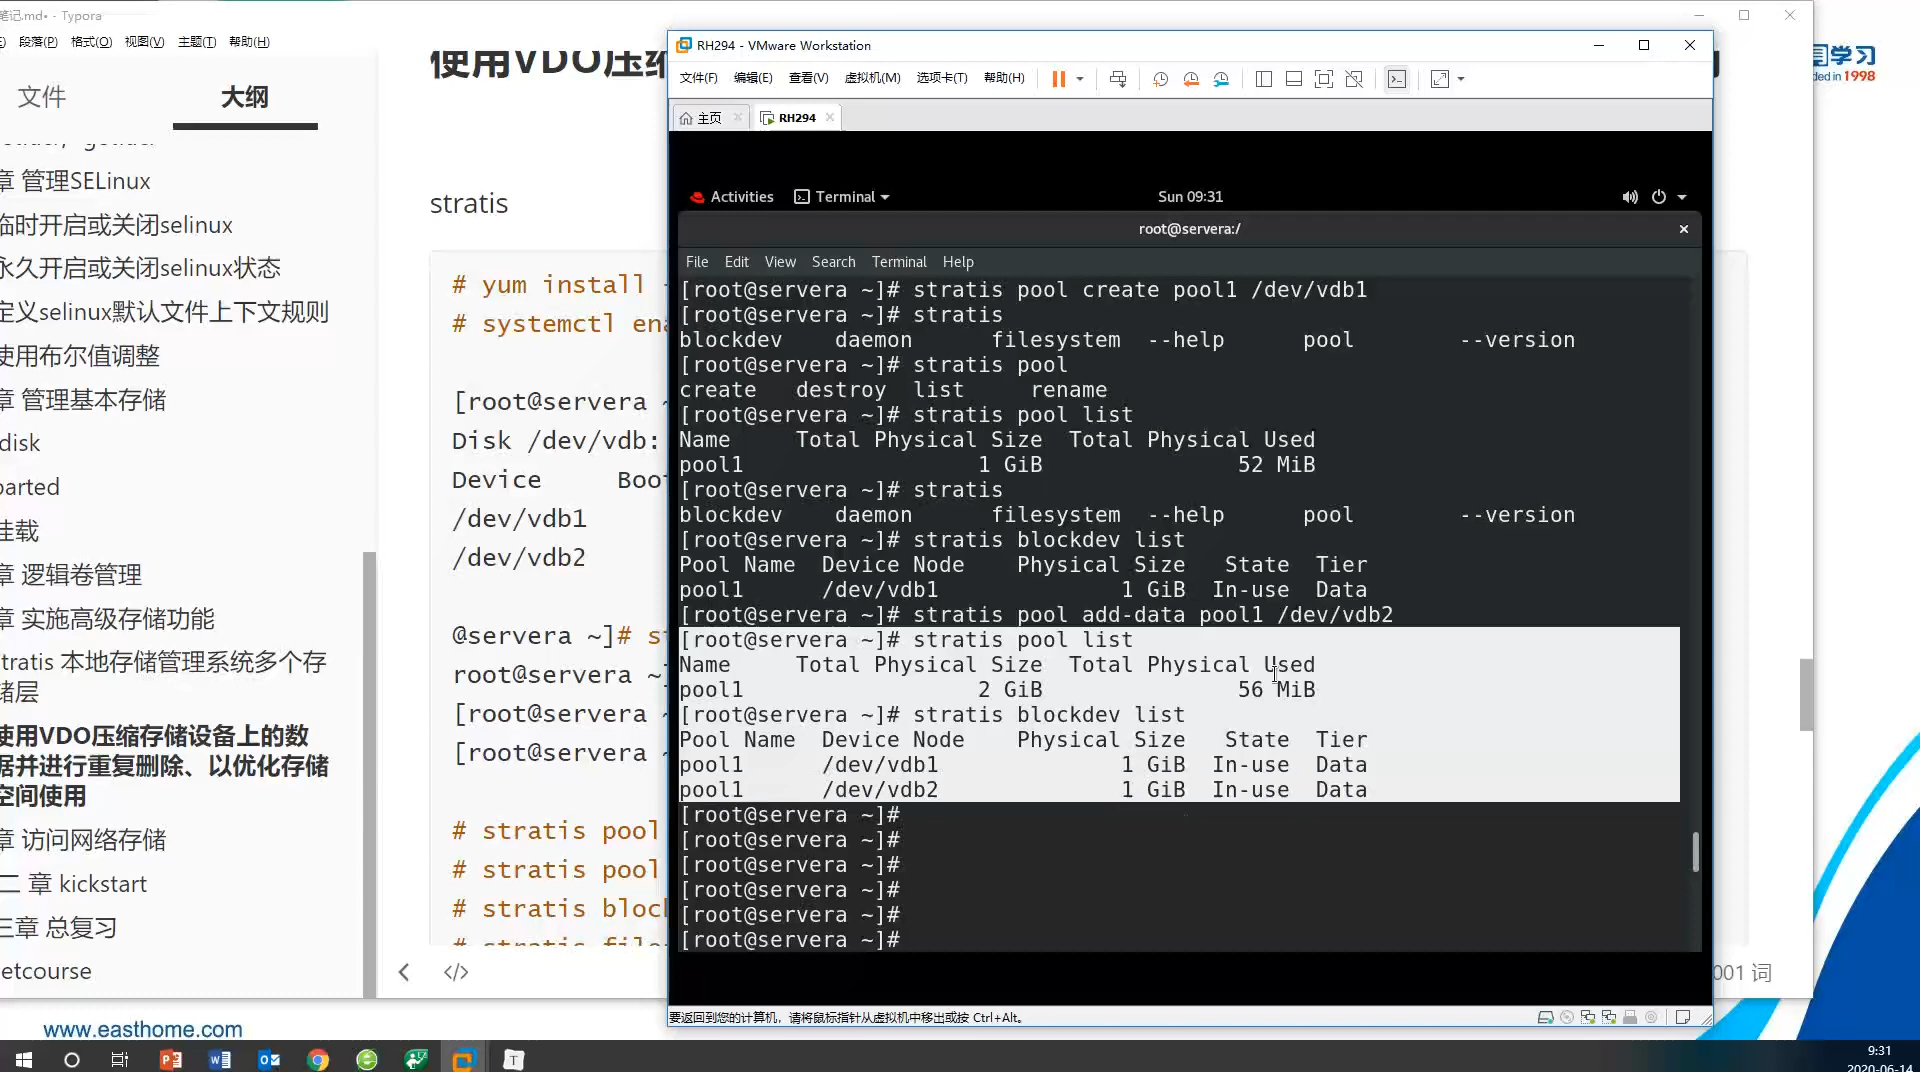 笔记.md• - Typora
段落(P) 格式(O) 视图(V) 主题(T) 帮助(H)
文件 大纲
章 管理SELinux
临时开启或关闭selinux
永久开启或关闭selinux状态
定义selinux默认文件上下文规则
使用布尔值调整
章 管理基本存储
disk
parted
挂载
章 逻辑卷管理
章 实施高级存储功能
tratis 本地存储管理系统多个存
储层
使用VDO压缩存储设备上的数
据并进行重复删除、以优化存储
空间使用
章 访问网络存储
二 章 kickstart
三章 总复习
etcourse
使用VDO压缩
stratis
# yum install -
# systemctl ena
[root@servera ~
Disk /dev/vdb:
Device Boo
/dev/vdb1
/dev/vdb2
@servera ~]# s
root@servera ~
[root@servera ~
[root@servera ~
# stratis pool
# stratis pool
# stratis bloc
# stratis file
001 词
学习
ded in 1998
www.easthome.com
RH294 - VMware Workstation
文件(F) 编辑(E) 查看(V) 虚拟机(M) 选项卡(T) 帮助(H)
主页 RH294
Activities Terminal Sun 09:31
root@servera:/
File Edit View Search Terminal Help
[root@servera ~]# stratis pool create pool1 /dev/vdb1
[root@servera ~]# stratis
blockdev daemon filesystem --help pool --version
[root@servera ~]# stratis pool
create destroy list rename
[root@servera ~]# stratis pool list
Name Total Physical Size Total Physical Used
pool1 1 GiB 52 MiB
[root@servera ~]# stratis
blockdev daemon filesystem --help pool --version
[root@servera ~]# stratis blockdev list
Pool Name Device Node Physical Size State Tier
pool1 /dev/vdb1 1 GiB In-use Data
[root@servera ~]# stratis pool add-data pool1 /dev/vdb2
[root@servera ~]# stratis pool list
Name Total Physical Size Total Physical Used
pool1 2 GiB 56 MiB
[root@servera ~]# stratis blockdev list
Pool Name Device Node Physical Size State Tier
pool1 /dev/vdb1 1 GiB In-use Data
pool1 /dev/vdb2 1 GiB In-use Data
[root@servera ~]#
[root@servera ~]#
[root@servera ~]#
[root@servera ~]#
[root@servera ~]#
[root@servera ~]#
要返回到您的计算机，请将鼠标指针从虚拟机中移出或按 Ctrl+Alt。
9:31
2020-06-14